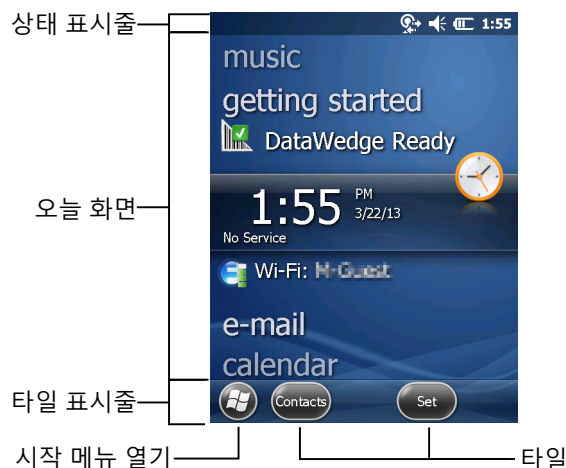 상태 표시줄
1:55
music
getting started
DataWedge Ready
오늘 화면
1:55 PM
3/22/13
No Service
Wi-Fi:
e-mail
calendar
타일 표시줄
Contacts
Set
시작 메뉴 열기
타일